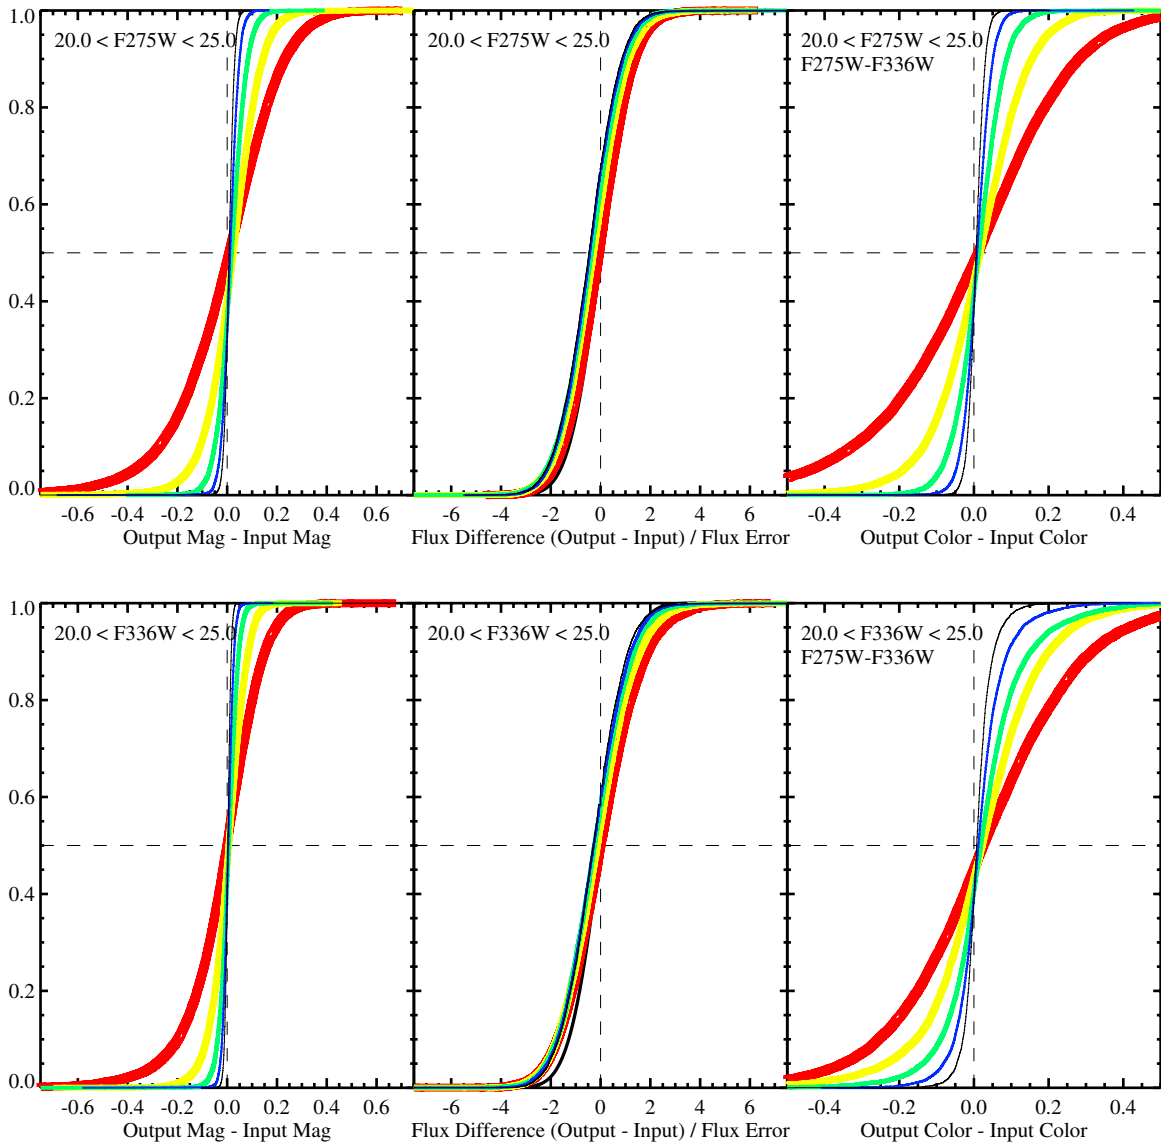 20.0 < F275W < 25.0
20.0 < F275W < 25.0
20.0 < F275W < 25.0
F275W-F336W
1.0
0.8
0.6
0.4
0.2
0.0
-0.6 -0.4 -0.2 0.0 0.2 0.4 0.6
-6 -4 -2 0 2 4 6
-0.4 -0.2 0.0 0.2 0.4
Output Mag - Input Mag
Flux Difference (Output - Input) / Flux Error
Output Color - Input Color
20.0 < F336W < 25.0
20.0 < F336W < 25.0
20.0 < F336W < 25.0
F275W-F336W
1.0
0.8
0.6
0.4
0.2
0.0
-0.6 -0.4 -0.2 0.0 0.2 0.4 0.6
-6 -4 -2 0 2 4 6
-0.4 -0.2 0.0 0.2 0.4
Output Mag - Input Mag
Flux Difference (Output - Input) / Flux Error
Output Color - Input Color